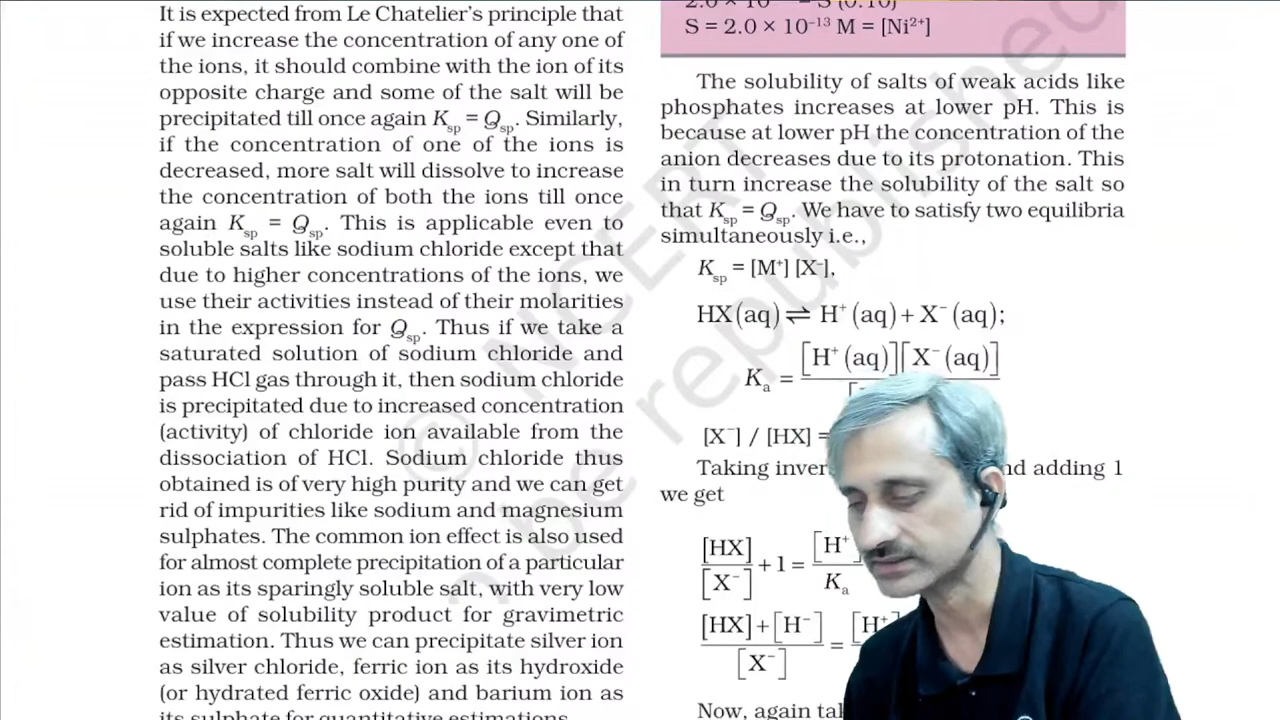 It is expected from Le Chatelier's principle that
if we increase the concentration of any one of
the ions, it should combine with the ion of its
opposite charge and some of the salt will be
precipitated till once again Ksp = Qsp. Similarly,
if the concentration of one of the ions is
decreased, more salt will dissolve to increase
the concentration of both the ions till once
again Ksp = Qsp. This is applicable even to
soluble salts like sodium chloride except that
due to higher concentrations of the ions, we
use their activities instead of their molarities
in the expression for Qsp. Thus if we take a
saturated solution of sodium chloride and
pass HCl gas through it, then sodium chloride
is precipitated due to increased concentration
(activity) of chloride ion available from the
dissociation of HCl. Sodium chloride thus
obtained is of very high purity and we can get
rid of impurities like sodium and magnesium
sulphates. The common ion effect is also used
for almost complete precipitation of a particular
ion as its sparingly soluble salt, with very low
value of solubility product for gravimetric
estimation. Thus we can precipitate silver ion
as silver chloride, ferric ion as its hydroxide
(or hydrated ferric oxide) and barium ion as
its sulphate for quantitative estimations.
S = 2.0 × 10⁻¹³ M = [Ni²⁺]
The solubility of salts of weak acids like
phosphates increases at lower pH. This is
because at lower pH the concentration of the
anion decreases due to its protonation. This
in turn increase the solubility of the salt so
that Ksp = Qsp. We have to satisfy two equilibria
simultaneously i.e.,
Ksp = [M⁺] [X⁻],
HX (aq) ⇌ H⁺ (aq) + X⁻ (aq);
Ka = [H⁺ (aq)][X⁻ (aq)]
[X⁻] / [HX] =
Taking inver nd adding 1
we get
[HX] / [X⁻] + 1 = [H⁺ / Ka
[HX] + [H⁻] / [X⁻] = [H⁺
Now, again tak
© NCERT
be republished